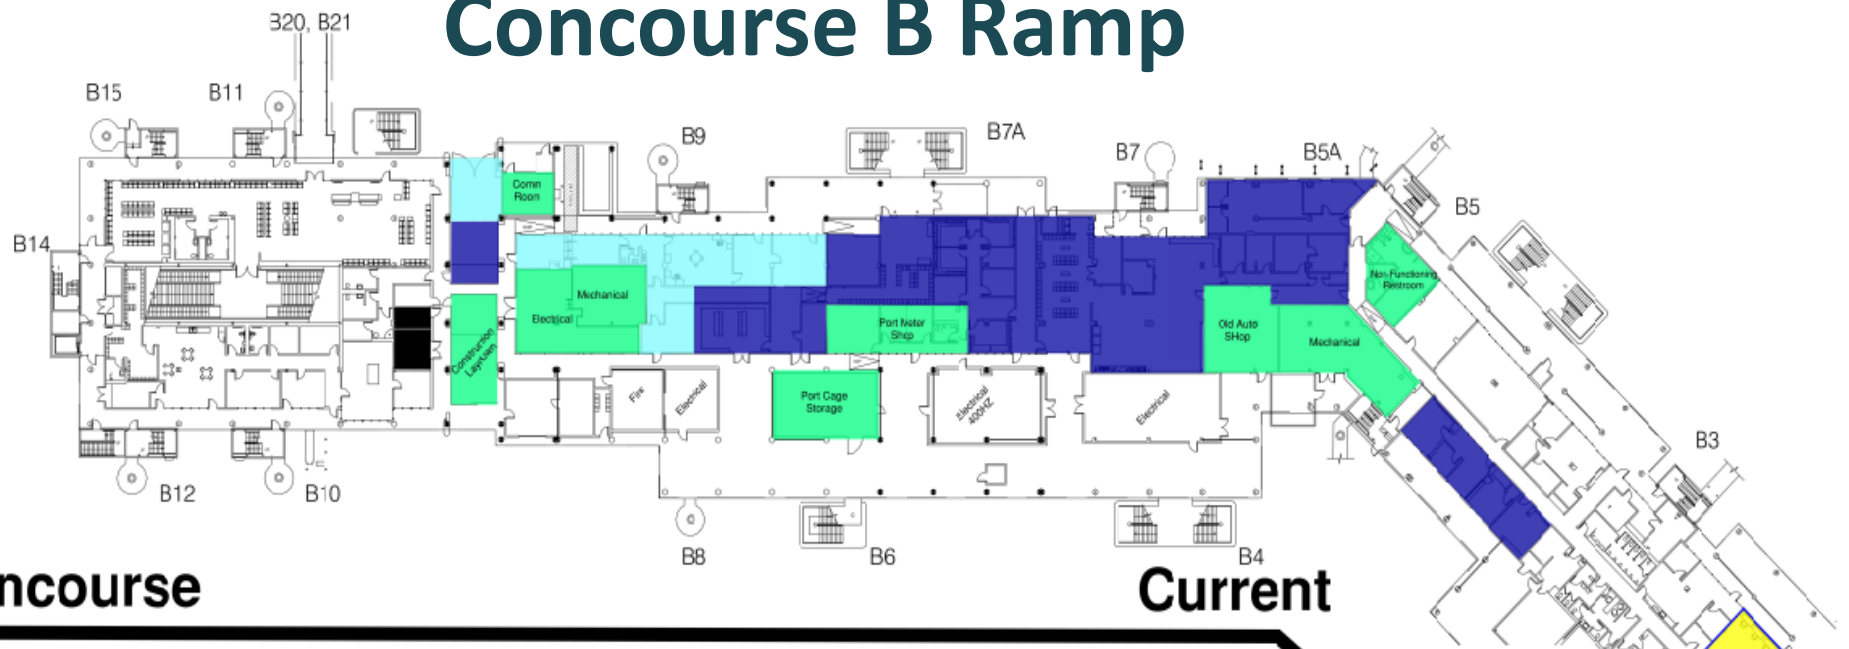 Concourse B Ramp
B20, B21
B15
B11
B9
B7A
B7
B5A
B5
B14
Comm
Room
Mechanical
Electrical
Construction
Port Meter
Shop
Old Auto
SHop
Mechanical
Non-Functioning
Restroom
Fire
Electrical
Port Cage
Storage
Electrical
400HZ
Electrical
B12
B10
B8
B6
B4
B3
ncourse
Current